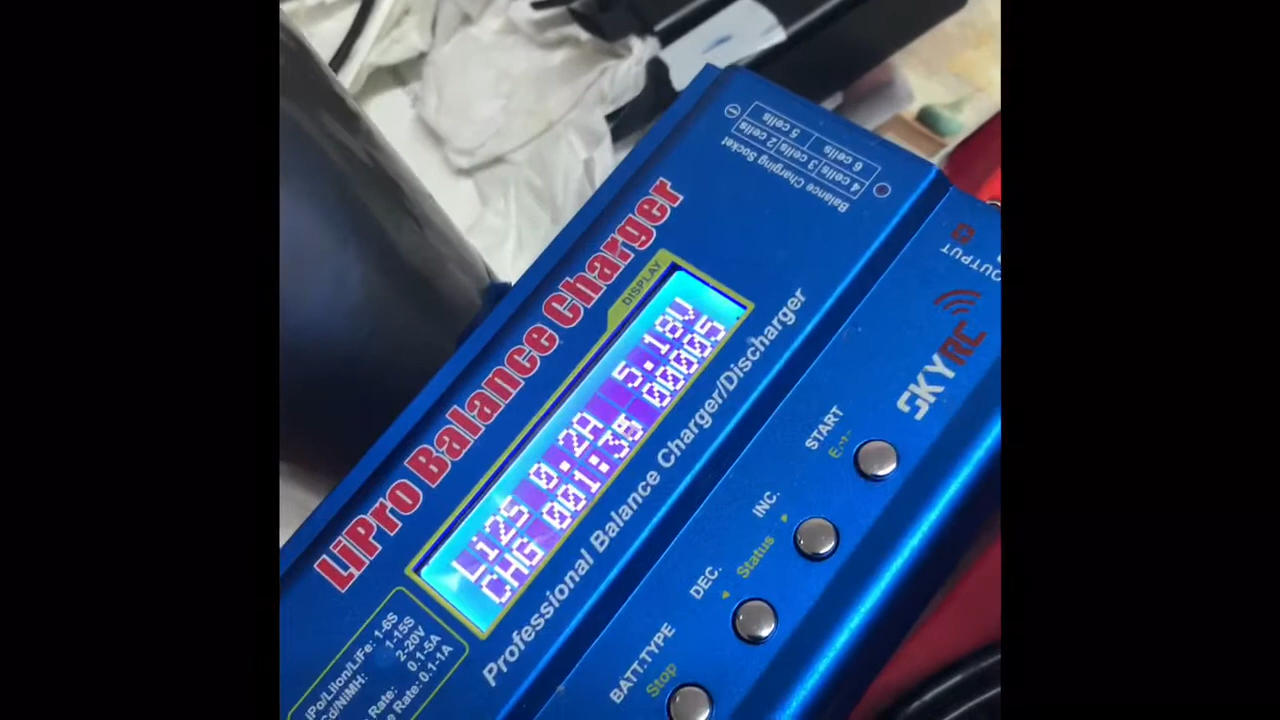 LiPro Balance Charger
DISPLAY
Li2S 0.2A 5.18V
CHG 001:35 00005
Professional Balance Charger/Discharger
Balance Charging Socket
4 cells 3 cells 2 cells
6 cells 5 cells
OUTPUT
SKYRC
START
INC.
Status
DEC.
BATT.TYPE
Stop
iPo/LiIon/LiFe: 1-6S
Cd/NiMH: 1-15S
2-20V
Rate: 0.1-5A
e Rate: 0.1-1A